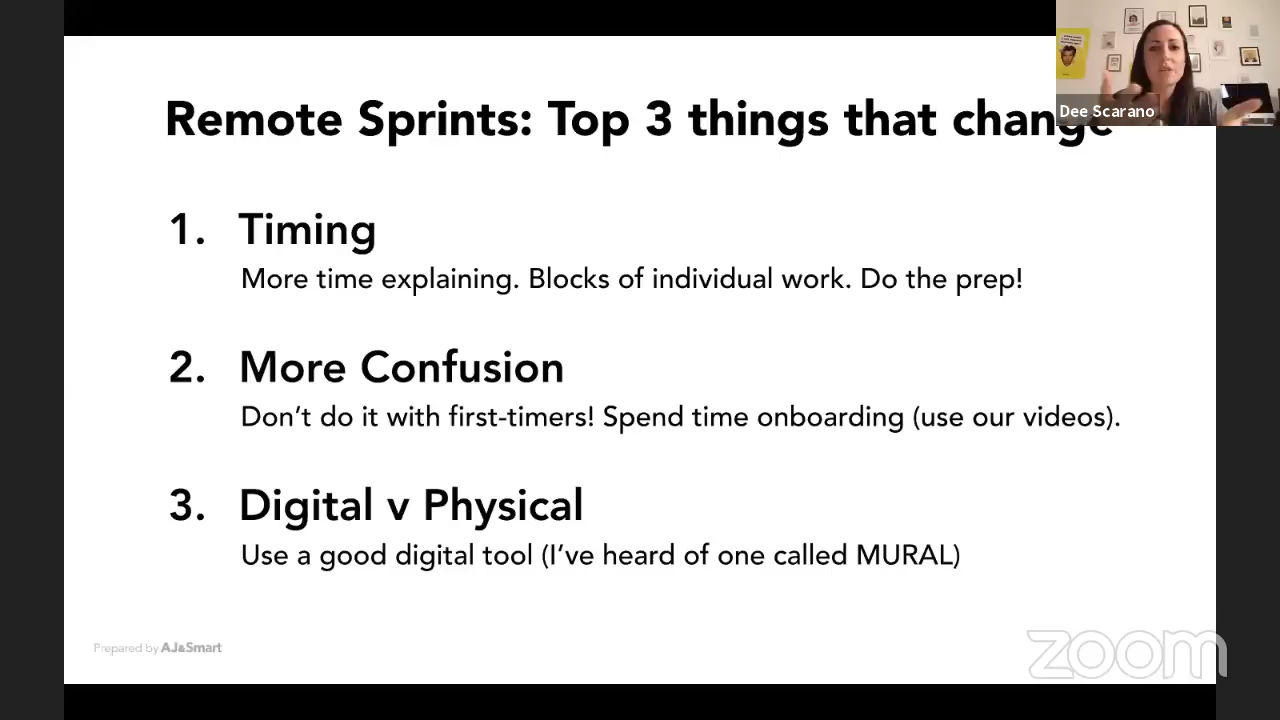 Remote Sprints: Top 3 things that change
Dee Scarano
1. Timing
More time explaining. Blocks of individual work. Do the prep!
2. More Confusion
Don't do it with first-timers! Spend time onboarding (use our videos).
3. Digital v Physical
Use a good digital tool (I've heard of one called MURAL)
Prepared by AJ&Smart
zoom